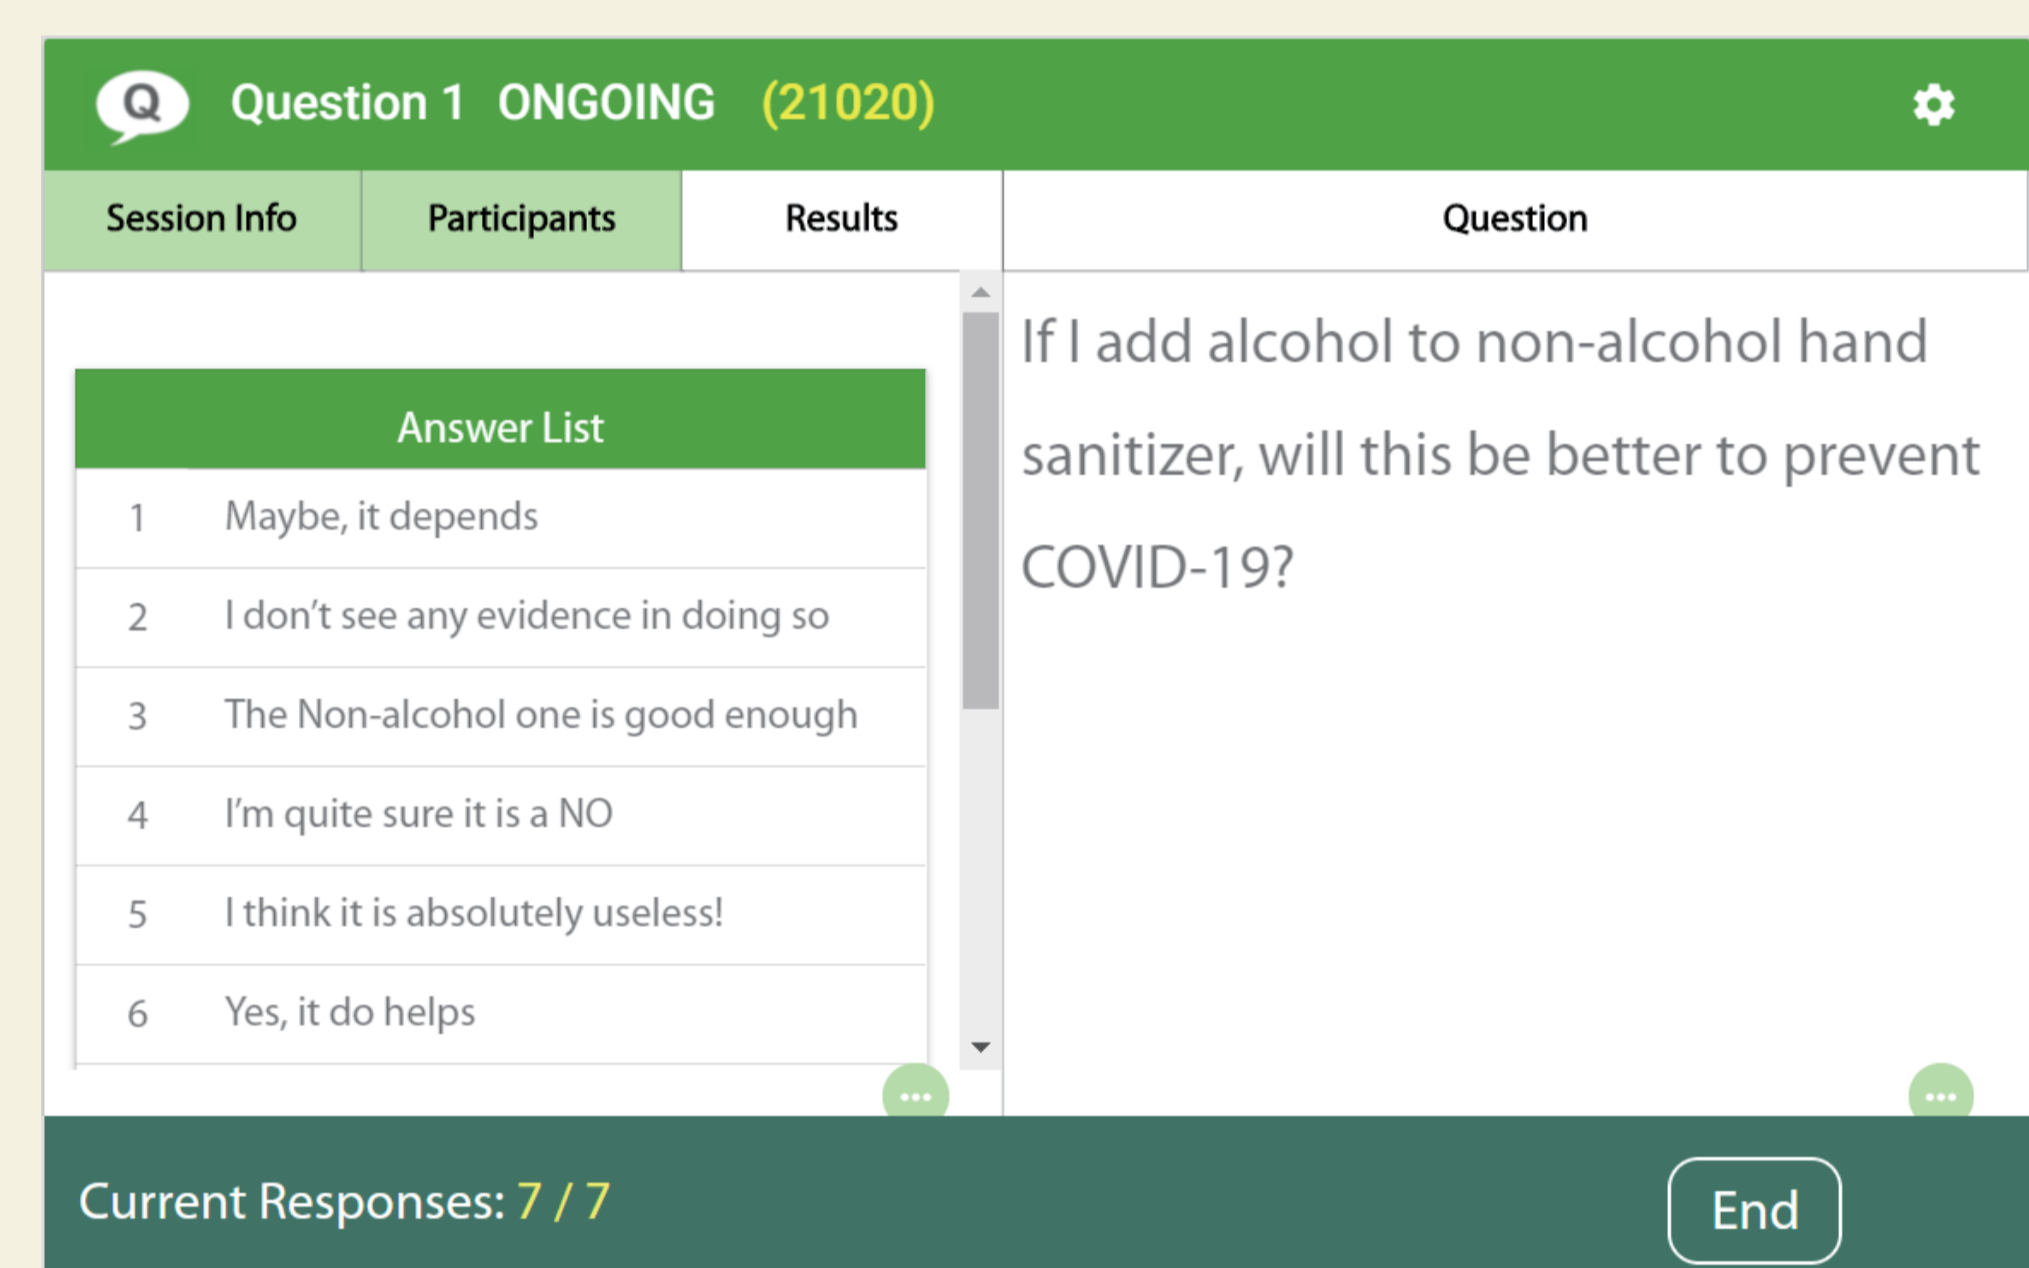 Q Question 1 ONGOING (21020)
Session Info Participants Results Question
Answer List
1 Maybe, it depends
2 I don’t see any evidence in doing so
3 The Non-alcohol one is good enough
4 I’m quite sure it is a NO
5 I think it is absolutely useless!
6 Yes, it do helps
If I add alcohol to non-alcohol hand
sanitizer, will this be better to prevent
COVID-19?
Current Responses: 7 / 7
End